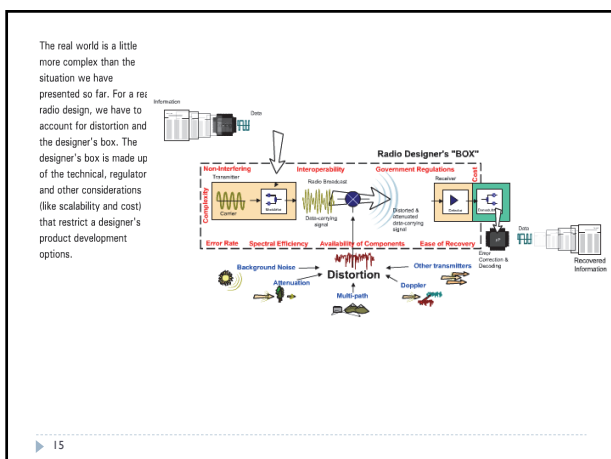 The real world is a little
more complex than the
situation we have
presented so far. For a rea
radio design, we have to
account for distortion and
the designer's box. The
designer's box is made up
of the technical, regulator
and other considerations
(like scalability and cost)
that restrict a designer's
product development
options.
Information
Data
Radio Designer's "BOX"
Non-Interfering
Interoperability
Government Regulations
Cost
Complexity
Transmitter
Radio Broadcast
Receiver
Carrier
Modulator
Data-carrying
signal
Distorted &
Attenuated
data-carrying
signal
Detector
Error Rate
Spectral Efficiency
Availability of Components
Ease of Recovery
Data
Error
Correction &
Decoding
Recovered
Information
Background Noise
Attenuation
Distortion
Multi-path
Other transmitters
Doppler
15